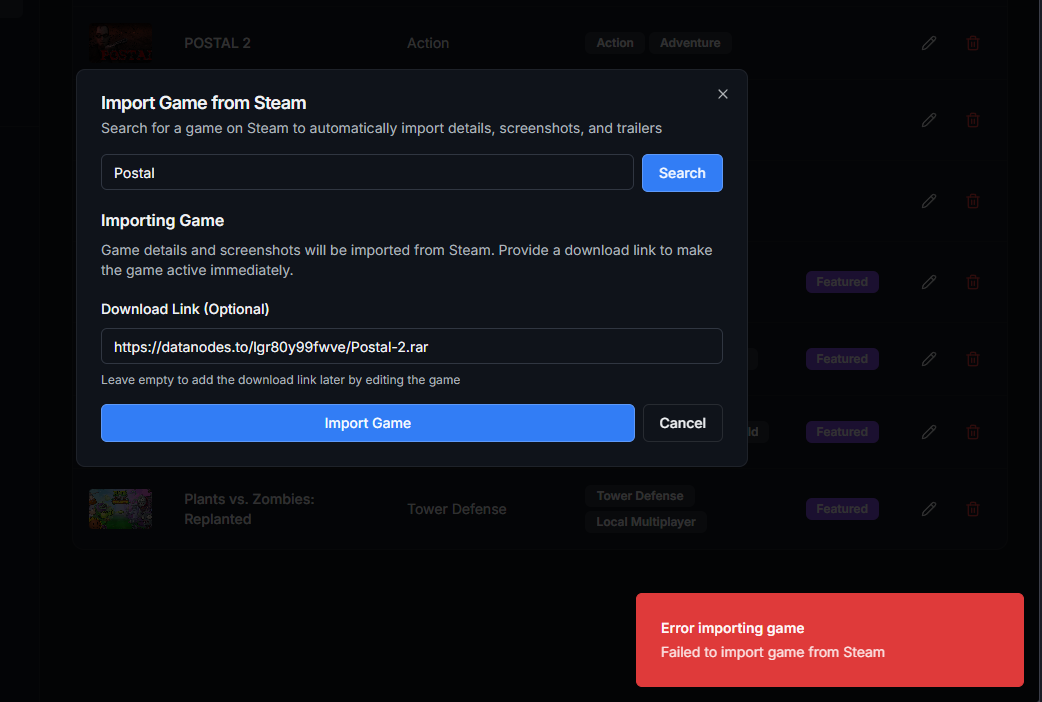 POSTAL 2
Action
Action
Adventure
Import Game from Steam
Search for a game on Steam to automatically import details, screenshots, and trailers
Postal
Search
Importing Game
Game details and screenshots will be imported from Steam. Provide a download link to make
the game active immediately.
Featured
Download Link (Optional)
https://datanodes.to/lgr80y99fwve/Postal-2.rar
Featured
Leave empty to add the download link later by editing the game
Import Game
Cancel
Featured
Plants vs. Zombies:
Replanted
Tower Defense
Tower Defense
Local Multiplayer
Featured
Error importing game
Failed to import game from Steam